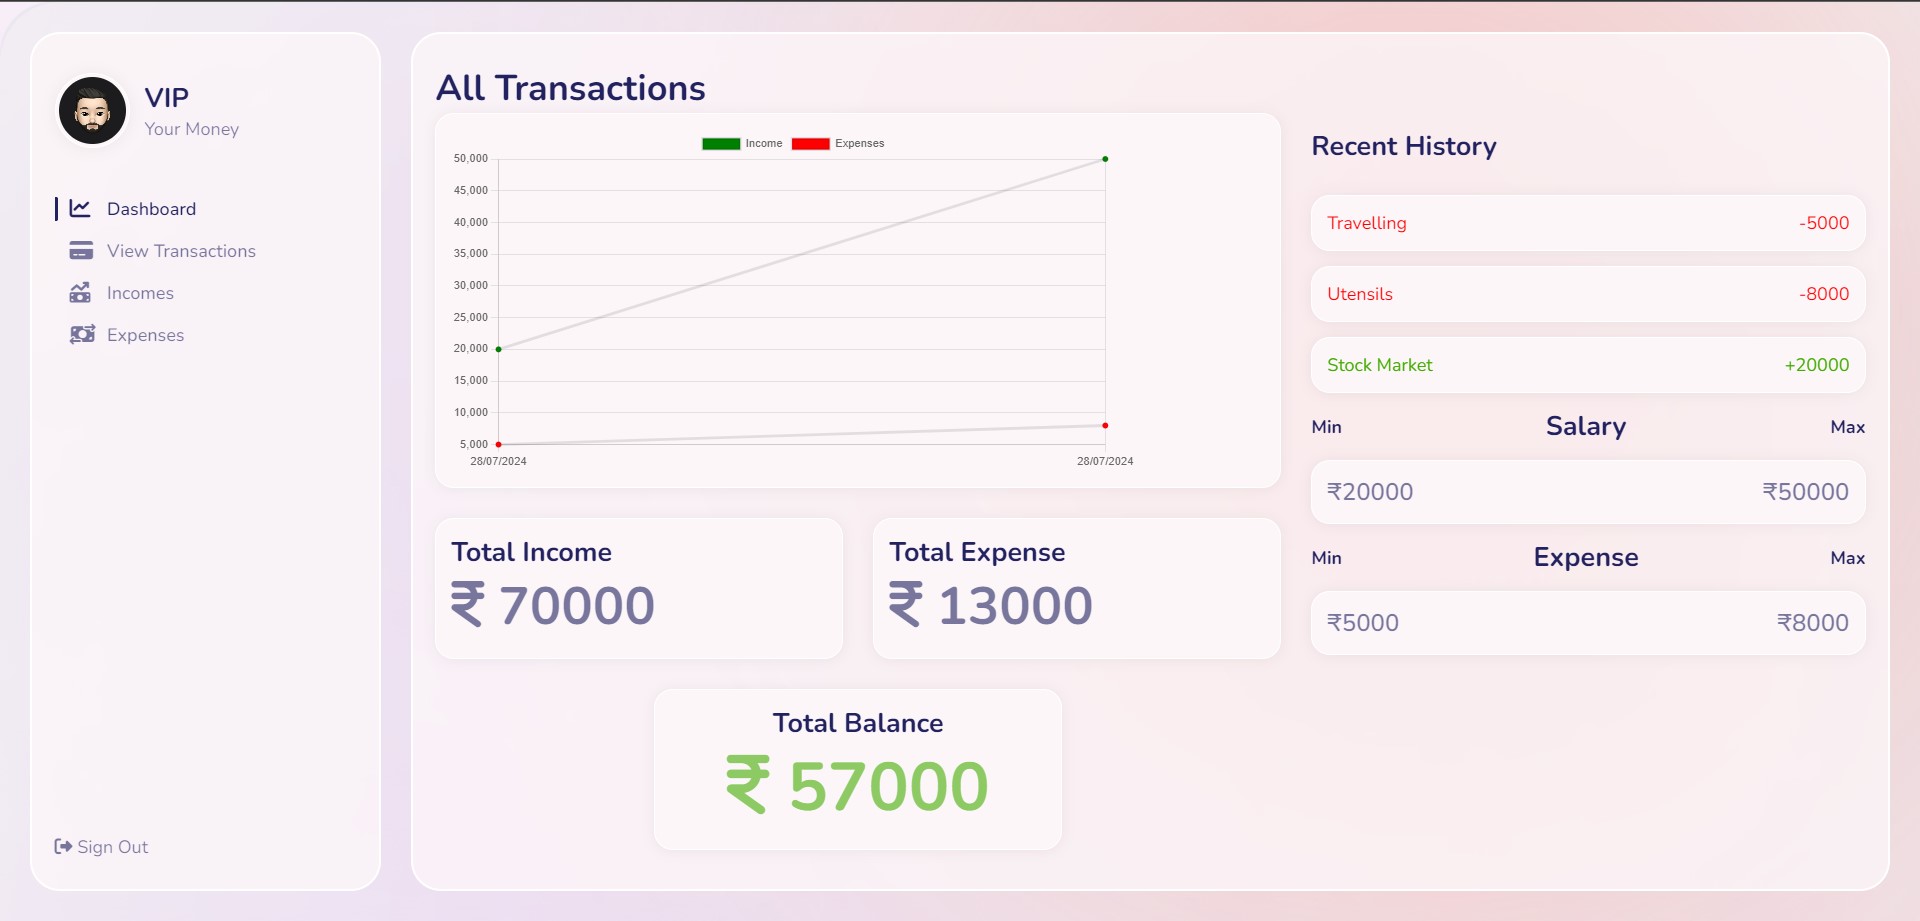 VIP
Your Money
Dashboard
View Transactions
Incomes
Expenses
Sign Out
All Transactions
Income Expenses
50,000
45,000
40,000
35,000
30,000
25,000
20,000
15,000
10,000
5,000
28/07/2024 28/07/2024
Total Income
₹ 70000
Total Expense
₹ 13000
Total Balance
₹ 57000
Recent History
Travelling -5000
Utensils -8000
Stock Market +20000
Min Salary Max
₹20000 ₹50000
Min Expense Max
₹5000 ₹8000